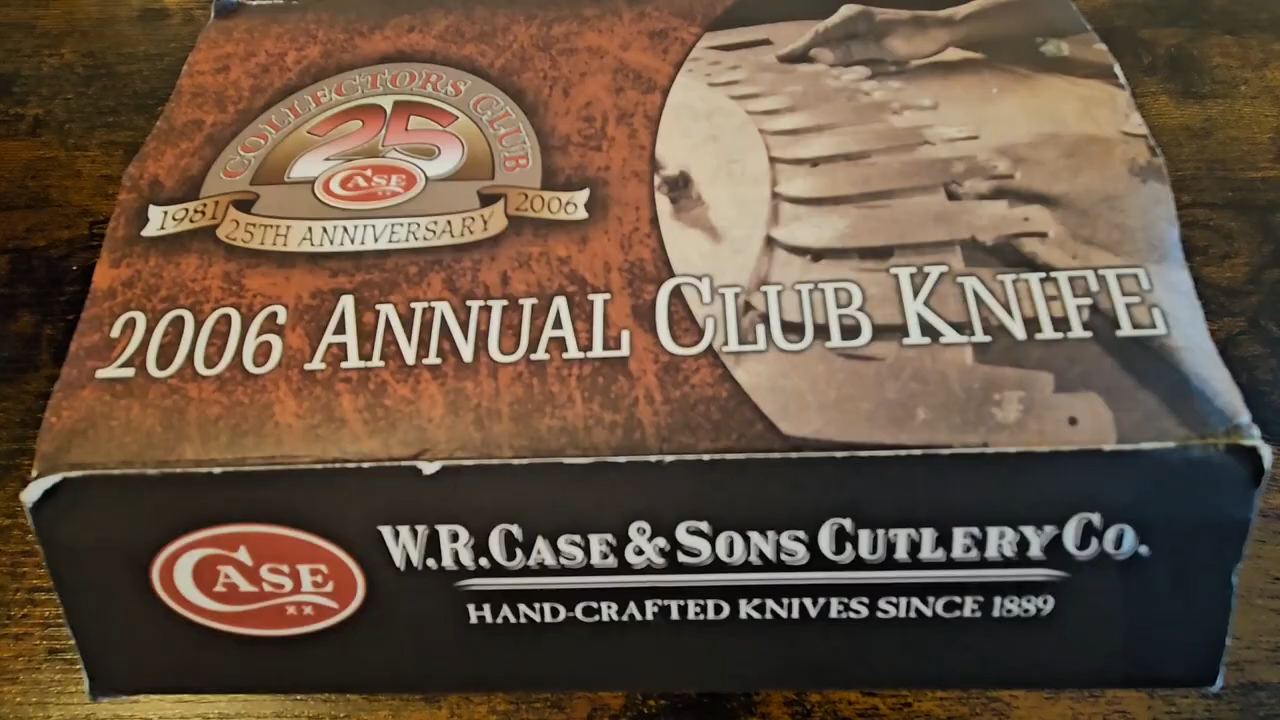 COLLECTORS CLUB
25
CASE
XX
1981 25TH ANNIVERSARY 2006
2006 ANNUAL CLUB KNIFE
CASE
XX
W.R. CASE & SONS CUTLERY CO.
HAND-CRAFTED KNIVES SINCE 1889